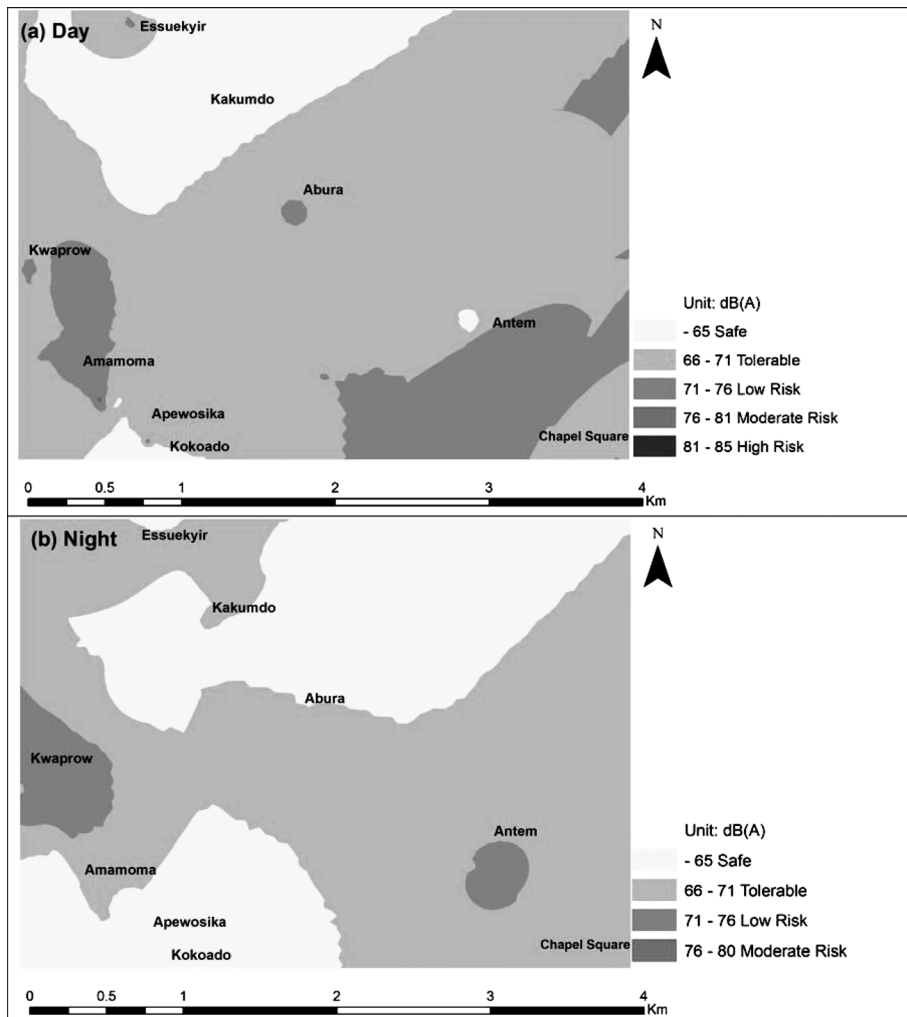 (a) Day
Essuekyir
N
Kakumdo
Abura
Kwaprow
Unit: dB(A)
Antem
- 65 Safe
66 - 71 Tolerable
Amamoma
71 - 76 Low Risk
Apewosika
76 - 81 Moderate Risk
Chapel Square
Kokoado
81 - 85 High Risk
0 0.5 1 2 3 4
Km
(b) Night
Essuekyir
N
Kakumdo
Abura
Kwaprow
Antem
Unit: dB(A)
- 65 Safe
Amamoma
66 - 71 Tolerable
Apewosika
71 - 76 Low Risk
Chapel Square
Kokoado
76 - 80 Moderate Risk
0 0.5 1 2 3 4
Km